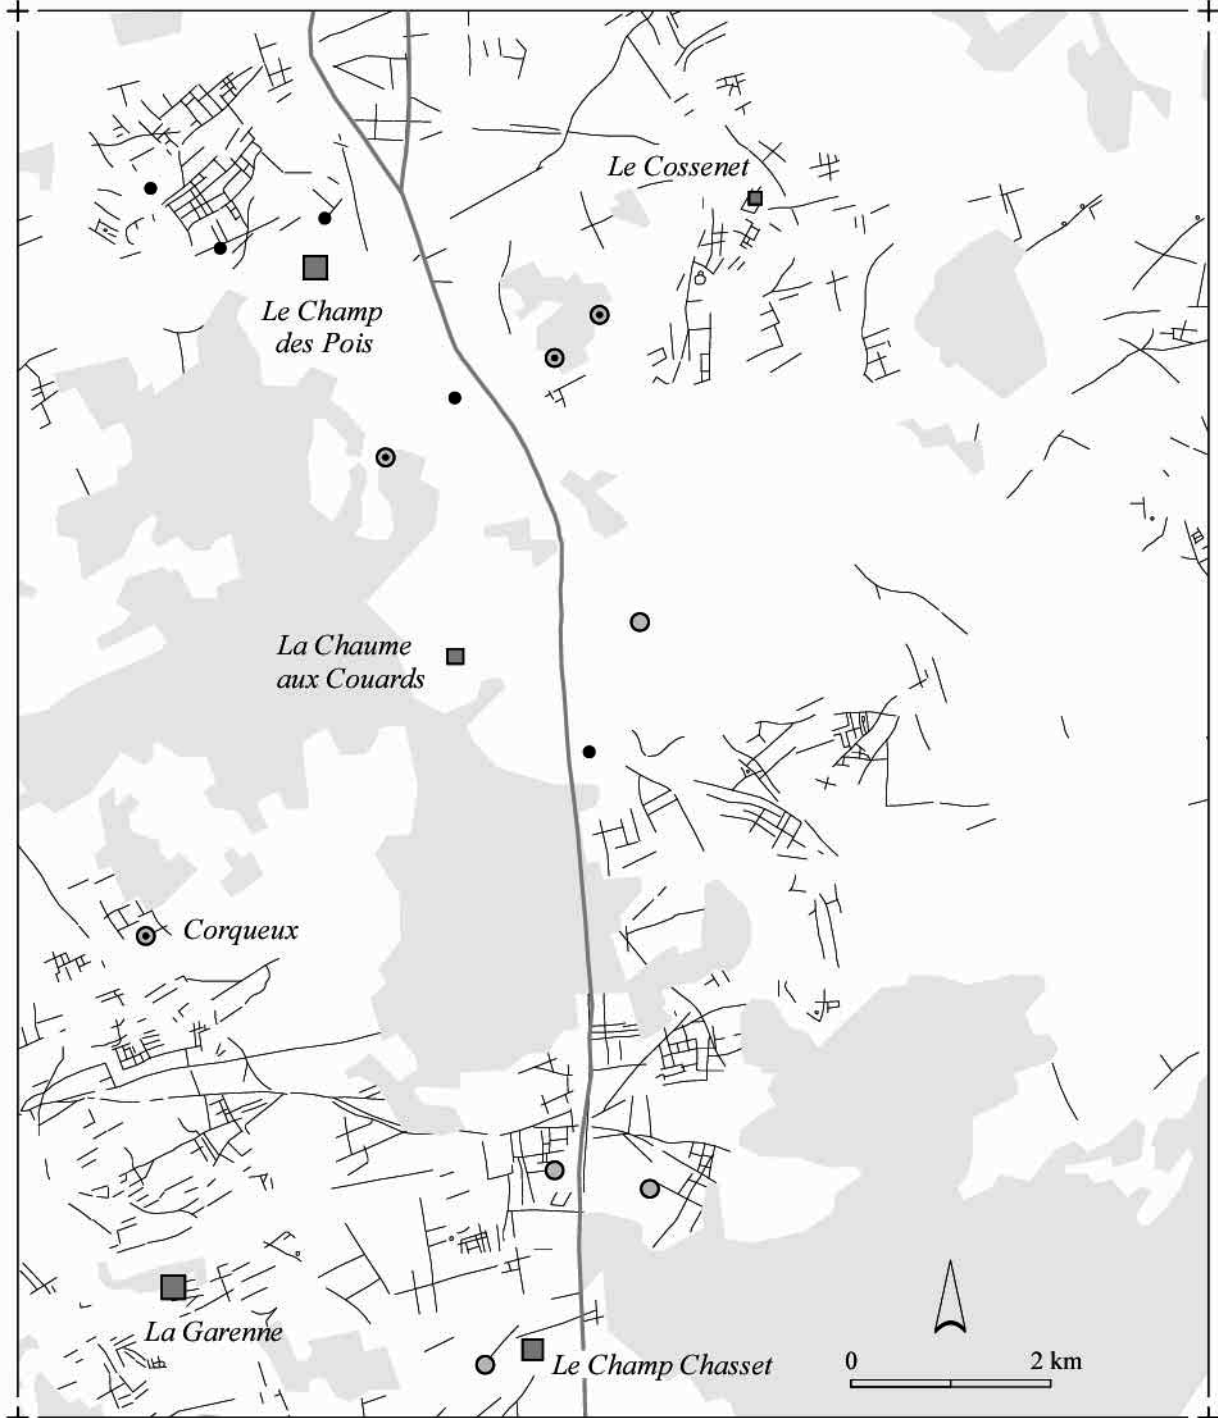 Le Cossenet
Le Champ
des Pois
La Chaume
aux Couards
Corqueux
La Garenne
Le Champ Chasset
0 2 km